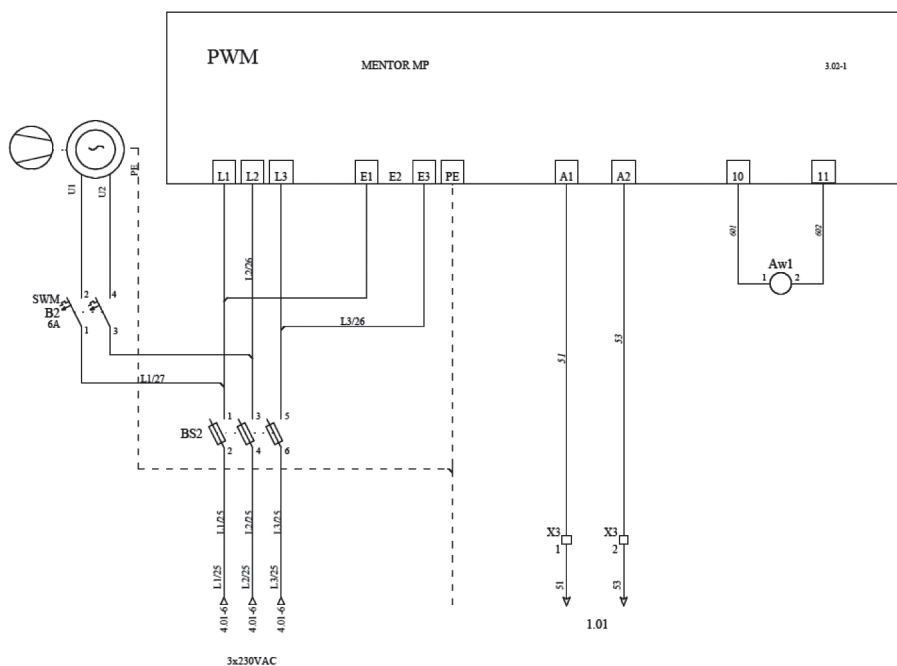 PWM
MENTOR MP
3.02-1
PE
L1
L2
L3
E1
E2
E3
PE
A1
A2
10
11
U1
U2
601
602
Aw1
1
2
L2/26
SWM
B2
6A
2
4
1
3
L3/26
51
53
L1/27
BS2
1
3
5
2
4
6
L1/25
L2/25
L3/25
X3
1
X3
2
L1/25
L2/25
L3/25
51
53
4.01-6
4.01-6
4.01-6
1.01
3x230VAC